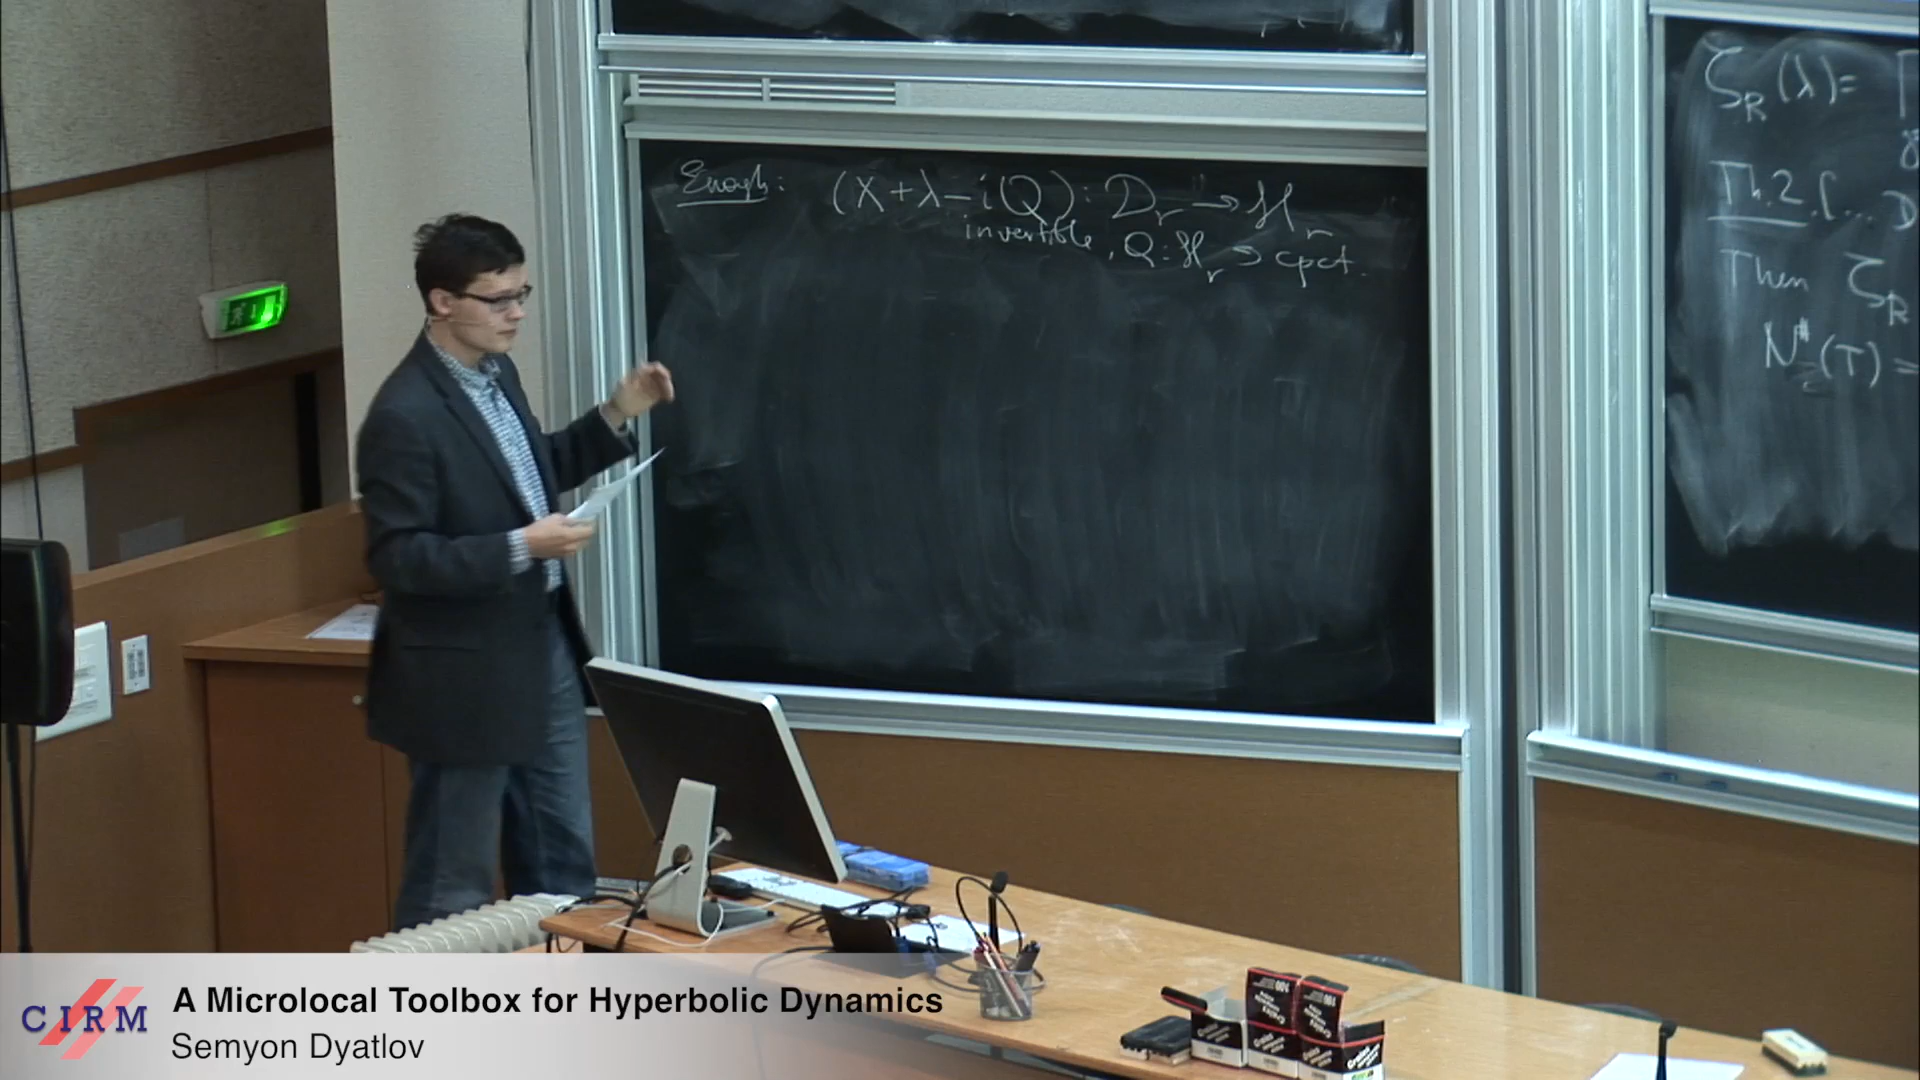 Enough: (X+λ-iQ): D_r → H_r
invertible, Q: H_r → cpct.
ζ_R(λ)= ∏
Th.2. [... D
Then ζ_R
N^#(T) =
CIRM
A Microlocal Toolbox for Hyperbolic Dynamics
Semyon Dyatlov